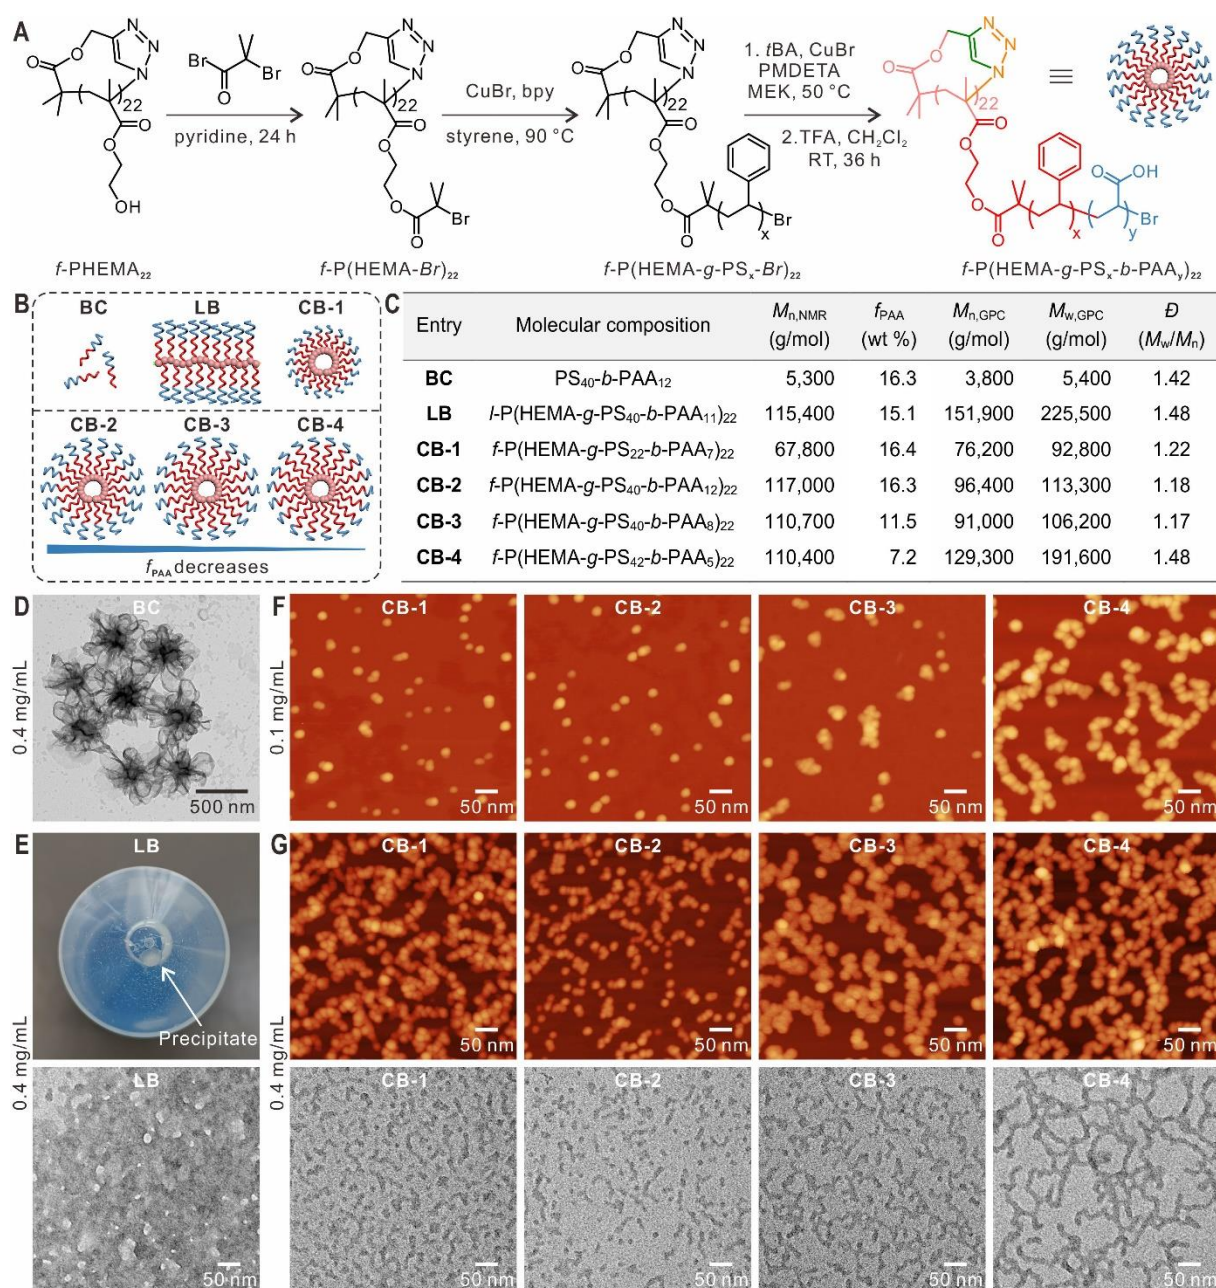 A
O
O
N
N
N
22
O
O
OH
f-PHEMA₂₂
Br
Br
O
pyridine, 24 h
O
O
N
N
N
22
O
O
O
O
Br
f-P(HEMA-Br)₂₂
CuBr, bpy
styrene, 90 °C
O
O
N
N
N
22
O
O
O
O
x
Br
f-P(HEMA-g-PSₓ-Br)₂₂
1. tBA, CuBr
PMDETA
MEK, 50 °C
2.TFA, CH₂Cl₂
RT, 36 h
O
O
N
N
N
22
O
O
O
O
x
O
OH
y
Br
≡
f-P(HEMA-g-PSₓ-b-PAAᵧ)₂₂
B
BC LB CB-1
CB-2 CB-3 CB-4
f_PAA decreases
C
Entry Molecular composition Mn,NMR (g/mol) fPAA (wt %) Mn,GPC (g/mol) Mw,GPC (g/mol) Đ (Mw/Mn)
BC PS₄₀-b-PAA₁₂ 5,300 16.3 3,800 5,400 1.42
LB l-P(HEMA-g-PS₄₀-b-PAA₁₁)₂₂ 115,400 15.1 151,900 225,500 1.48
CB-1 f-P(HEMA-g-PS₂₂-b-PAA₇)₂₂ 67,800 16.4 76,200 92,800 1.22
CB-2 f-P(HEMA-g-PS₄₀-b-PAA₁₂)₂₂ 117,000 16.3 96,400 113,300 1.18
CB-3 f-P(HEMA-g-PS₄₀-b-PAA₈)₂₂ 110,700 11.5 91,000 106,200 1.17
CB-4 f-P(HEMA-g-PS₄₂-b-PAA₅)₂₂ 110,400 7.2 129,300 191,600 1.48
D
0.4 mg/mL
BC
500 nm
F
0.1 mg/mL
CB-1 CB-2 CB-3 CB-4
50 nm 50 nm 50 nm 50 nm
E
0.4 mg/mL
LB
Precipitate
LB
50 nm
G
0.4 mg/mL
CB-1 CB-2 CB-3 CB-4
50 nm 50 nm 50 nm 50 nm
CB-1 CB-2 CB-3 CB-4
50 nm 50 nm 50 nm 50 nm